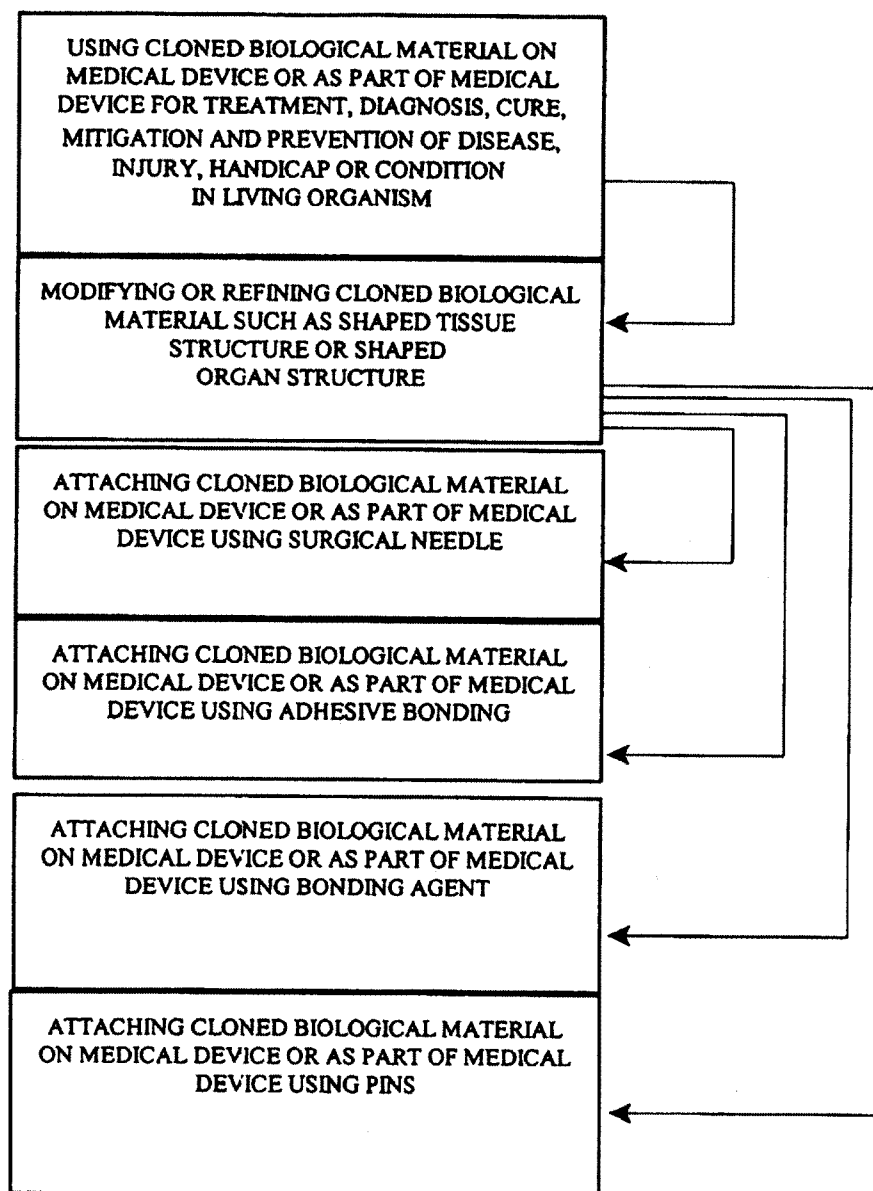 USING CLONED BIOLOGICAL MATERIAL ON
MEDICAL DEVICE OR AS PART OF MEDICAL
DEVICE FOR TREATMENT, DIAGNOSIS, CURE,
MITIGATION AND PREVENTION OF DISEASE,
INJURY, HANDICAP OR CONDITION
IN LIVING ORGANISM
MODIFYING OR REFINING CLONED BIOLOGICAL
MATERIAL SUCH AS SHAPED TISSUE
STRUCTURE OR SHAPED
ORGAN STRUCTURE
ATTACHING CLONED BIOLOGICAL MATERIAL
ON MEDICAL DEVICE OR AS PART OF MEDICAL
DEVICE USING SURGICAL NEEDLE
ATTACHING CLONED BIOLOGICAL MATERIAL
ON MEDICAL DEVICE OR AS PART OF MEDICAL
DEVICE USING ADHESIVE BONDING
ATTACHING CLONED BIOLOGICAL MATERIAL
ON MEDICAL DEVICE OR AS PART OF MEDICAL
DEVICE USING BONDING AGENT
ATTACHING CLONED BIOLOGICAL MATERIAL
ON MEDICAL DEVICE OR AS PART OF MEDICAL
DEVICE USING PINS